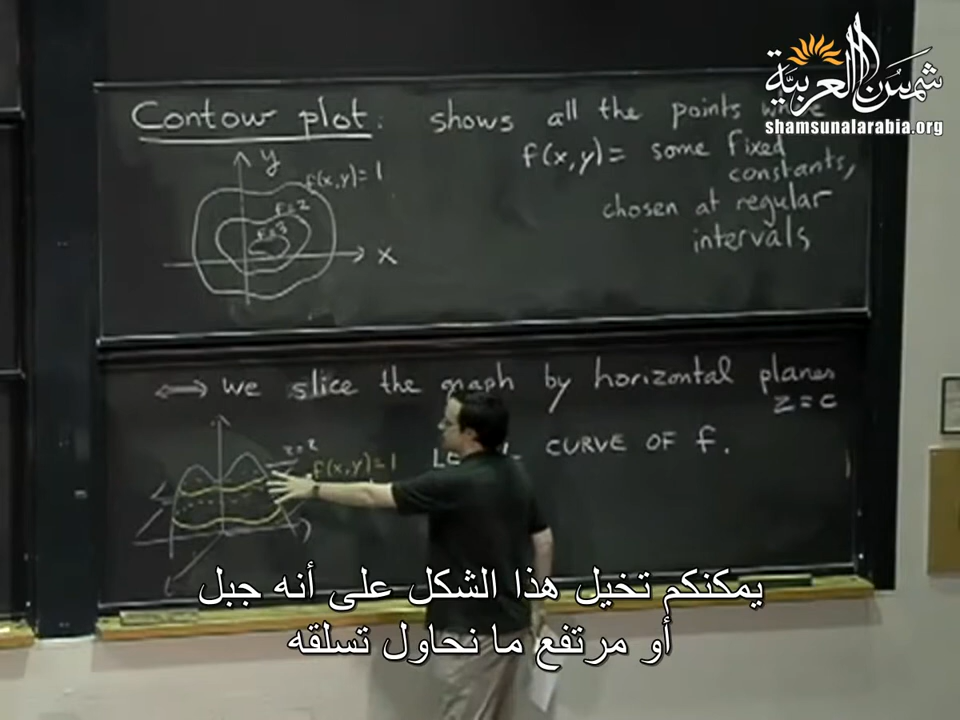 شمس العربية
shamsunalarabia.org
Contour plot: shows all the points where
f(x,y) = some fixed
constants,
chosen at regular
intervals
y
f(x,y)=1
f=2
f=3
x
⟷ we slice the graph by horizontal planes
z=c
CURVE OF f.
z=2
f(x,y)=1
يمكنكم تخيل هذا الشكل على أنه جبل
أو مرتفع ما نحاول تسلقه